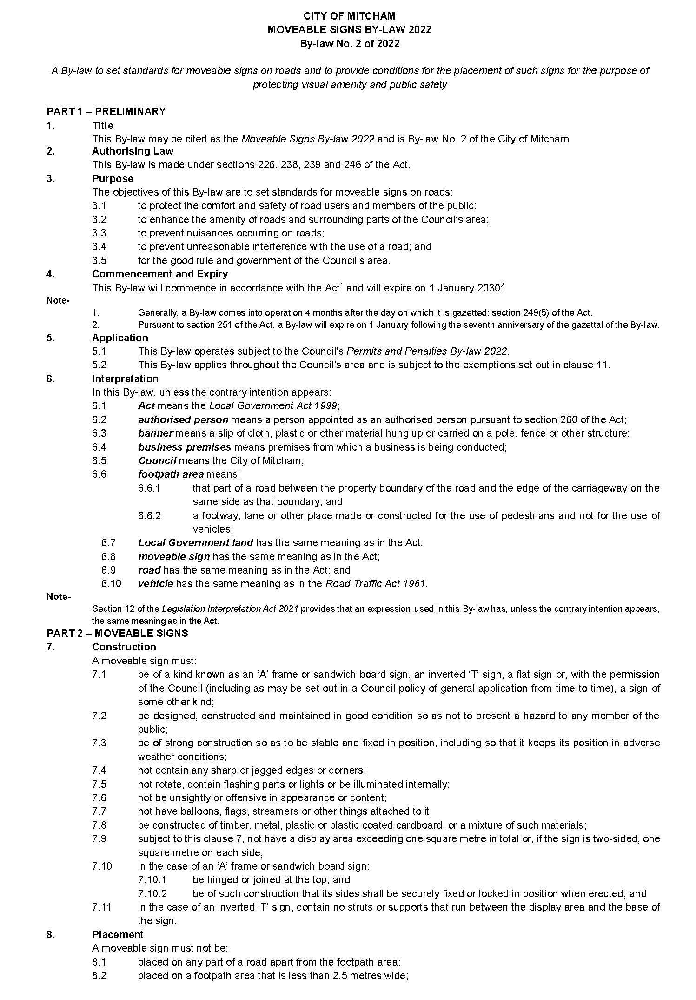 CITY OF MITCHAM
MOVEABLE SIGNS BY-LAW 2022
By-law No. 2 of 2022
A By-law to set standards for moveable signs on roads and to provide conditions for the placement of such signs for the purpose of
protecting visual amenity and public safety
PART 1 – PRELIMINARY
1. Title
This By-law may be cited as the Moveable Signs By-law 2022 and is By-law No. 2 of the City of Mitcham
2. Authorising Law
This By-law is made under sections 226, 238, 239 and 246 of the Act.
3. Purpose
The objectives of this By-law are to set standards for moveable signs on roads:
3.1 to protect the comfort and safety of road users and members of the public;
3.2 to enhance the amenity of roads and surrounding parts of the Council’s area;
3.3 to prevent nuisances occurring on roads;
3.4 to prevent unreasonable interference with the use of a road; and
3.5 for the good rule and government of the Council’s area.
4. Commencement and Expiry
This By-law will commence in accordance with the Act1 and will expire on 1 January 20302.
Note-
1. Generally, a By-law comes into operation 4 months after the day on which it is gazetted: section 249(5) of the Act.
2. Pursuant to section 251 of the Act, a By-law will expire on 1 January following the seventh anniversary of the gazettal of the By-law.
5. Application
5.1 This By-law operates subject to the Council's Permits and Penalties By-law 2022.
5.2 This By-law applies throughout the Council’s area and is subject to the exemptions set out in clause 11.
6. Interpretation
In this By-law, unless the contrary intention appears:
6.1 Act means the Local Government Act 1999;
6.2 authorised person means a person appointed as an authorised person pursuant to section 260 of the Act;
6.3 banner means a slip of cloth, plastic or other material hung up or carried on a pole, fence or other structure;
6.4 business premises means premises from which a business is being conducted;
6.5 Council means the City of Mitcham;
6.6 footpath area means:
6.6.1 that part of a road between the property boundary of the road and the edge of the carriageway on the
same side as that boundary; and
6.6.2 a footway, lane or other place made or constructed for the use of pedestrians and not for the use of
vehicles;
6.7 Local Government land has the same meaning as in the Act;
6.8 moveable sign has the same meaning as in the Act;
6.9 road has the same meaning as in the Act; and
6.10 vehicle has the same meaning as in the Road Traffic Act 1961.
Note-
Section 12 of the Legislation Interpretation Act 2021 provides that an expression used in this By-law has, unless the contrary intention appears,
the same meaning as in the Act.
PART 2 – MOVEABLE SIGNS
7. Construction
A moveable sign must:
7.1 be of a kind known as an ‘A’ frame or sandwich board sign, an inverted ‘T’ sign, a flat sign or, with the permission
of the Council (including as may be set out in a Council policy of general application from time to time), a sign of
some other kind;
7.2 be designed, constructed and maintained in good condition so as not to present a hazard to any member of the
public;
7.3 be of strong construction so as to be stable and fixed in position, including so that it keeps its position in adverse
weather conditions;
7.4 not contain any sharp or jagged edges or corners;
7.5 not rotate, contain flashing parts or lights or be illuminated internally;
7.6 not be unsightly or offensive in appearance or content;
7.7 not have balloons, flags, streamers or other things attached to it;
7.8 be constructed of timber, metal, plastic or plastic coated cardboard, or a mixture of such materials;
7.9 subject to this clause 7, not have a display area exceeding one square metre in total or, if the sign is two-sided, one
square metre on each side;
7.10 in the case of an ‘A’ frame or sandwich board sign:
7.10.1 be hinged or joined at the top; and
7.10.2 be of such construction that its sides shall be securely fixed or locked in position when erected; and
7.11 in the case of an inverted ‘T’ sign, contain no struts or supports that run between the display area and the base of
the sign.
8. Placement
A moveable sign must not be:
8.1 placed on any part of a road apart from the footpath area;
8.2 placed on a footpath area that is less than 2.5 metres wide;